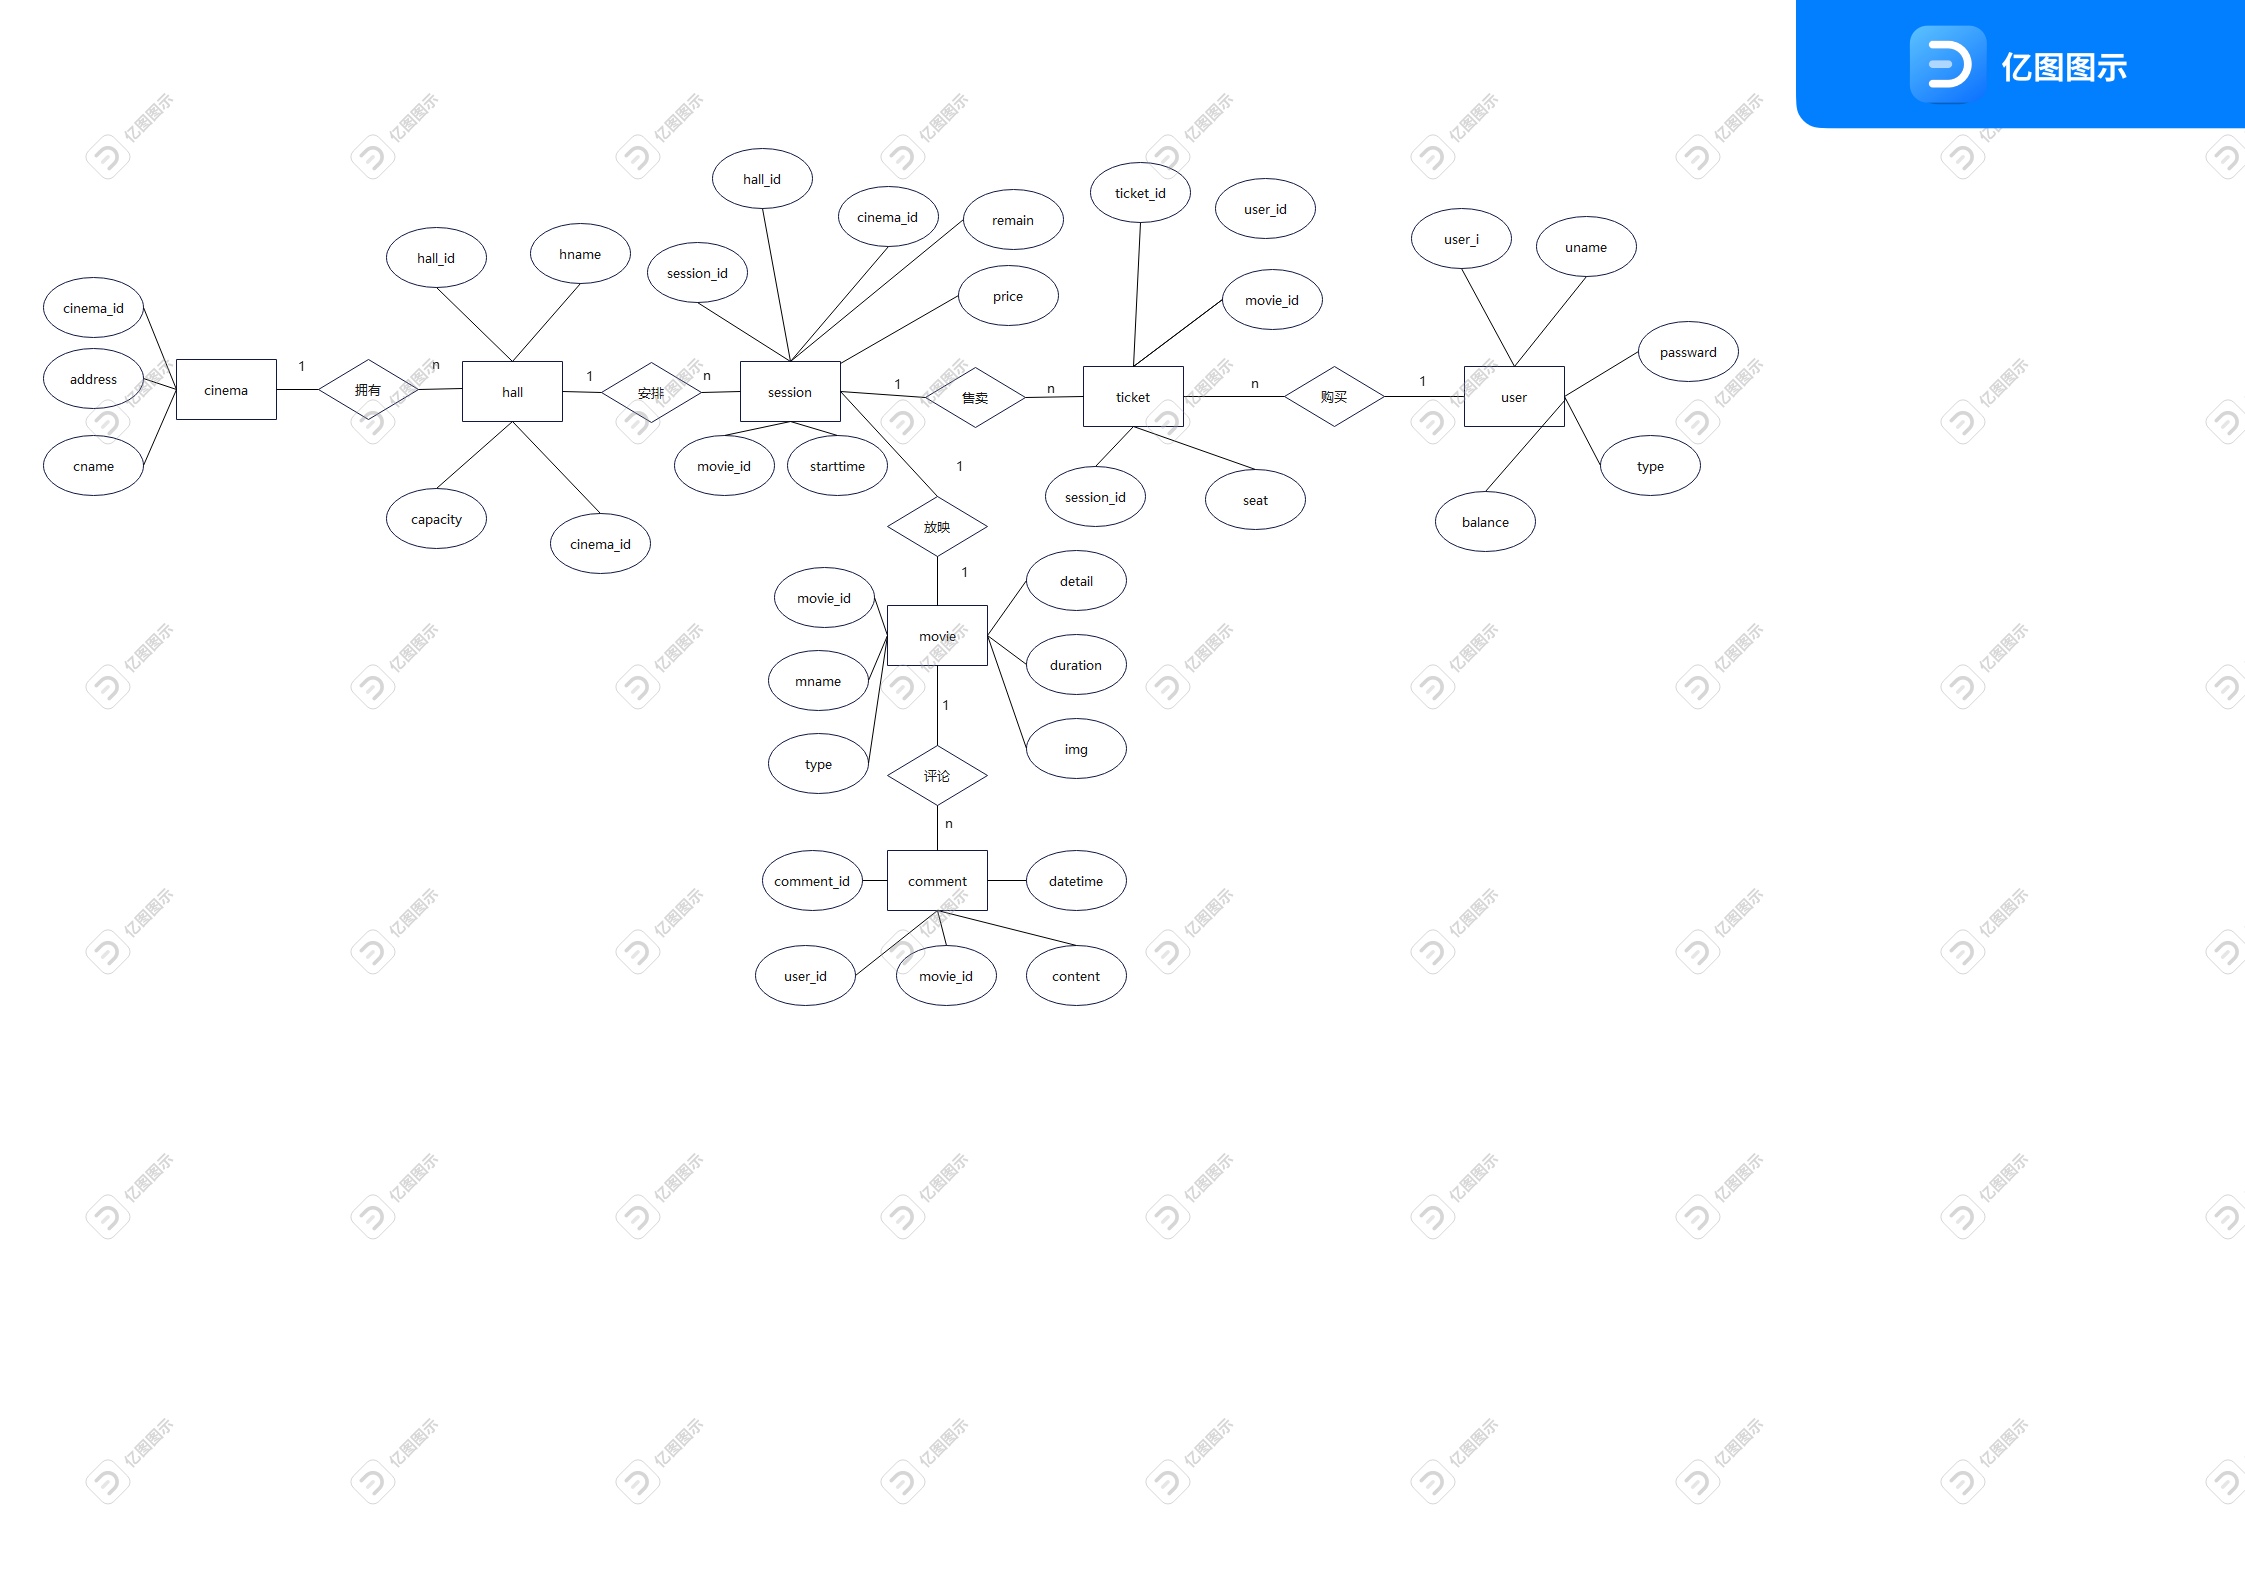 亿图图示
hall_id
cinema_id
remain
ticket_id
user_id
hall_id
hname
session_id
price
movie_id
user_i
uname
cinema_id
address
cname
cinema
1
拥有
n
hall
1
安排
n
session
1
售卖
n
ticket
n
购买
1
user
passward
type
balance
capacity
cinema_id
movie_id
starttime
1
session_id
seat
放映
1
movie_id
mname
type
movie
detail
duration
img
1
评论
n
comment_id
comment
datetime
user_id
movie_id
content